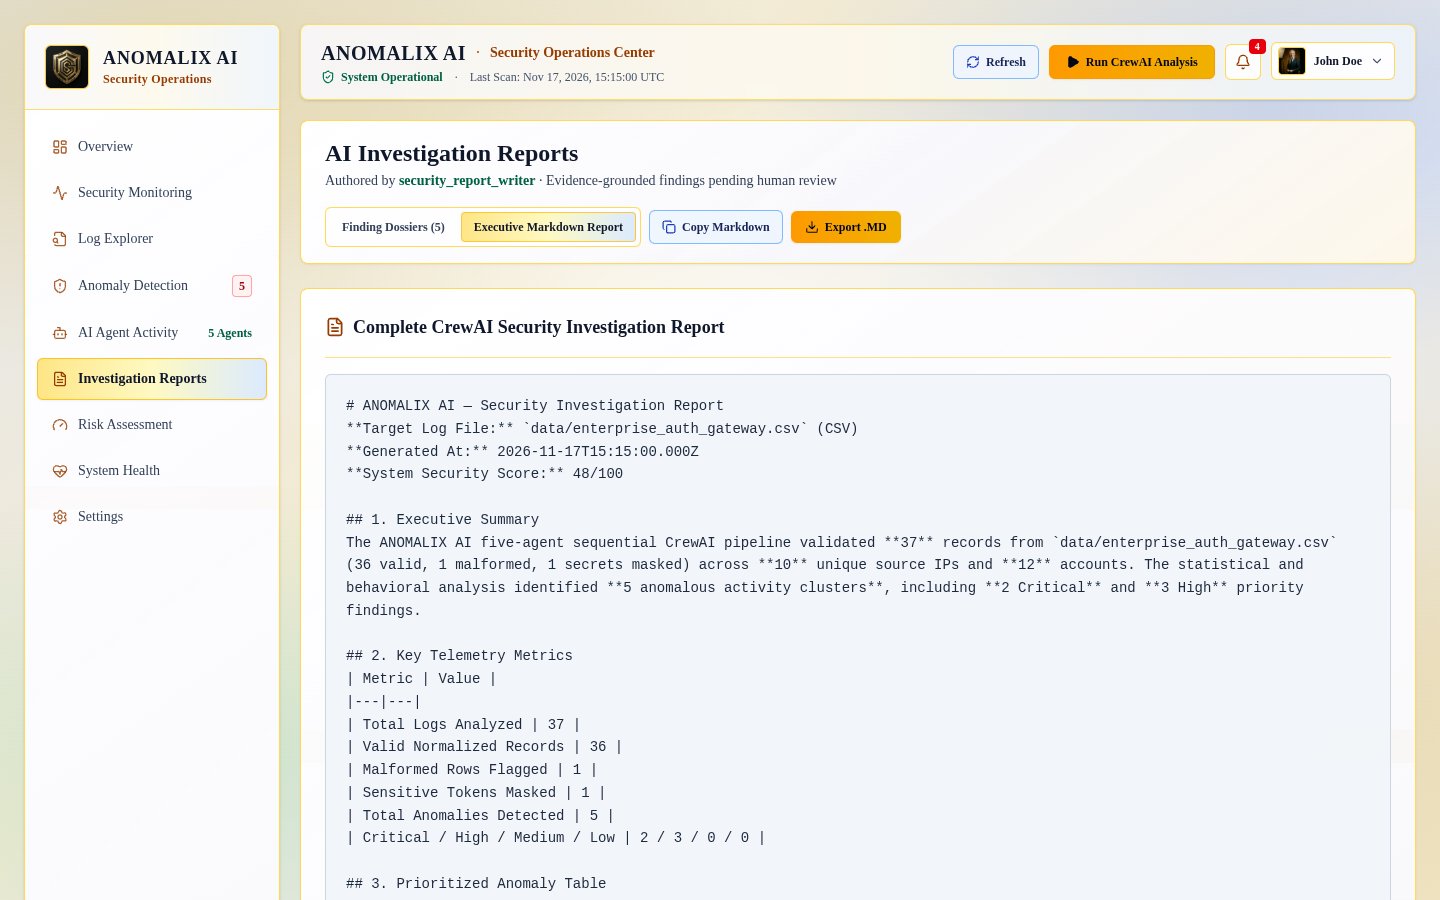 ANOMALIX AI
Security Operations
Overview
Security Monitoring
Log Explorer
Anomaly Detection 5
AI Agent Activity 5 Agents
Investigation Reports
Risk Assessment
System Health
Settings
ANOMALIX AI · Security Operations Center
System Operational · Last Scan: Nov 17, 2026, 15:15:00 UTC
Refresh
Run CrewAI Analysis
4
John Doe
AI Investigation Reports
Authored by security_report_writer · Evidence-grounded findings pending human review
Finding Dossiers (5)
Executive Markdown Report
Copy Markdown
Export .MD
Complete CrewAI Security Investigation Report
# ANOMALIX AI — Security Investigation Report
**Target Log File:** `data/enterprise_auth_gateway.csv` (CSV)
**Generated At:** 2026-11-17T15:15:00.000Z
**System Security Score:** 48/100
## 1. Executive Summary
The ANOMALIX AI five-agent sequential CrewAI pipeline validated **37** records from `data/enterprise_auth_gateway.csv`
(36 valid, 1 malformed, 1 secrets masked) across **10** unique source IPs and **12** accounts. The statistical and
behavioral analysis identified **5 anomalous activity clusters**, including **2 Critical** and **3 High** priority
findings.
## 2. Key Telemetry Metrics
| Metric | Value |
|---|---|
| Total Logs Analyzed | 37 |
| Valid Normalized Records | 36 |
| Malformed Rows Flagged | 1 |
| Sensitive Tokens Masked | 1 |
| Total Anomalies Detected | 5 |
| Critical / High / Medium / Low | 2 / 3 / 0 / 0 |
## 3. Prioritized Anomaly Table